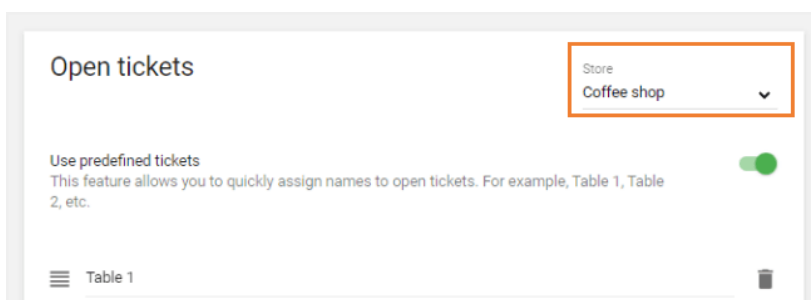 Open tickets
Store
Coffee shop
Use predefined tickets
This feature allows you to quickly assign names to open tickets. For example, Table 1, Table
2, etc.
Table 1